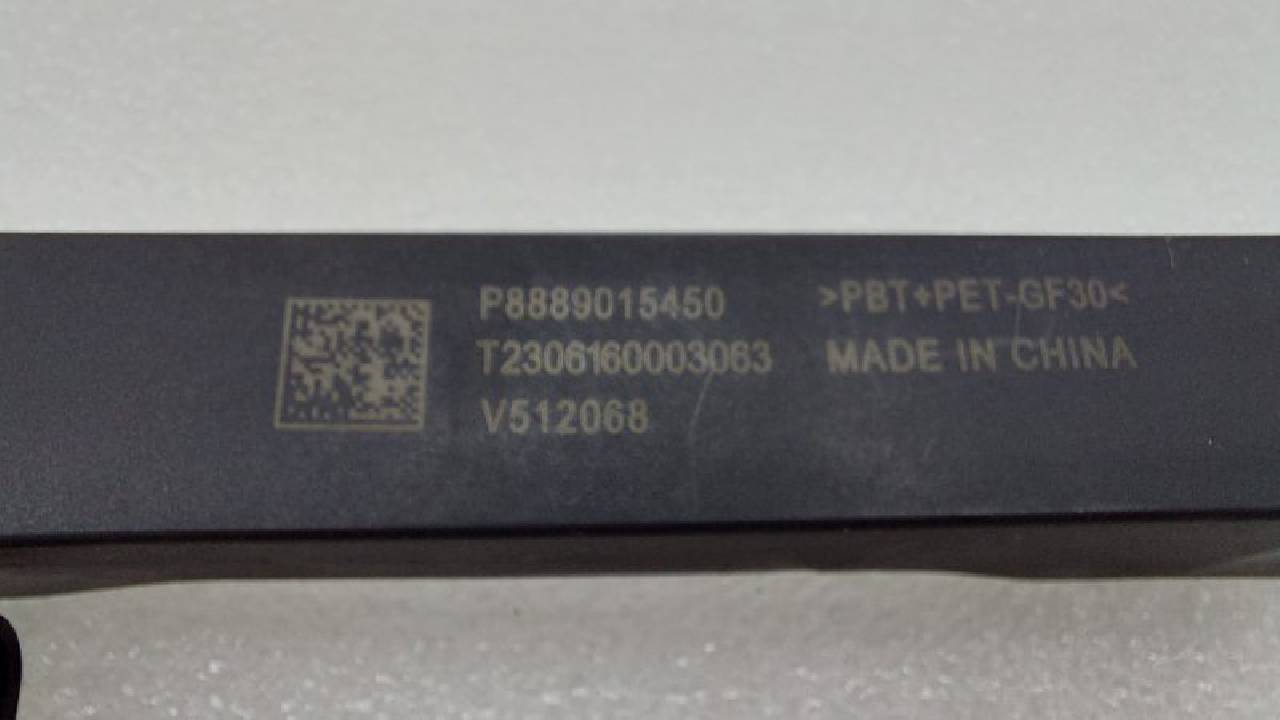 P8889015450
T2306160003063
V512068
>PBT+PET-GF30<
MADE IN CHINA